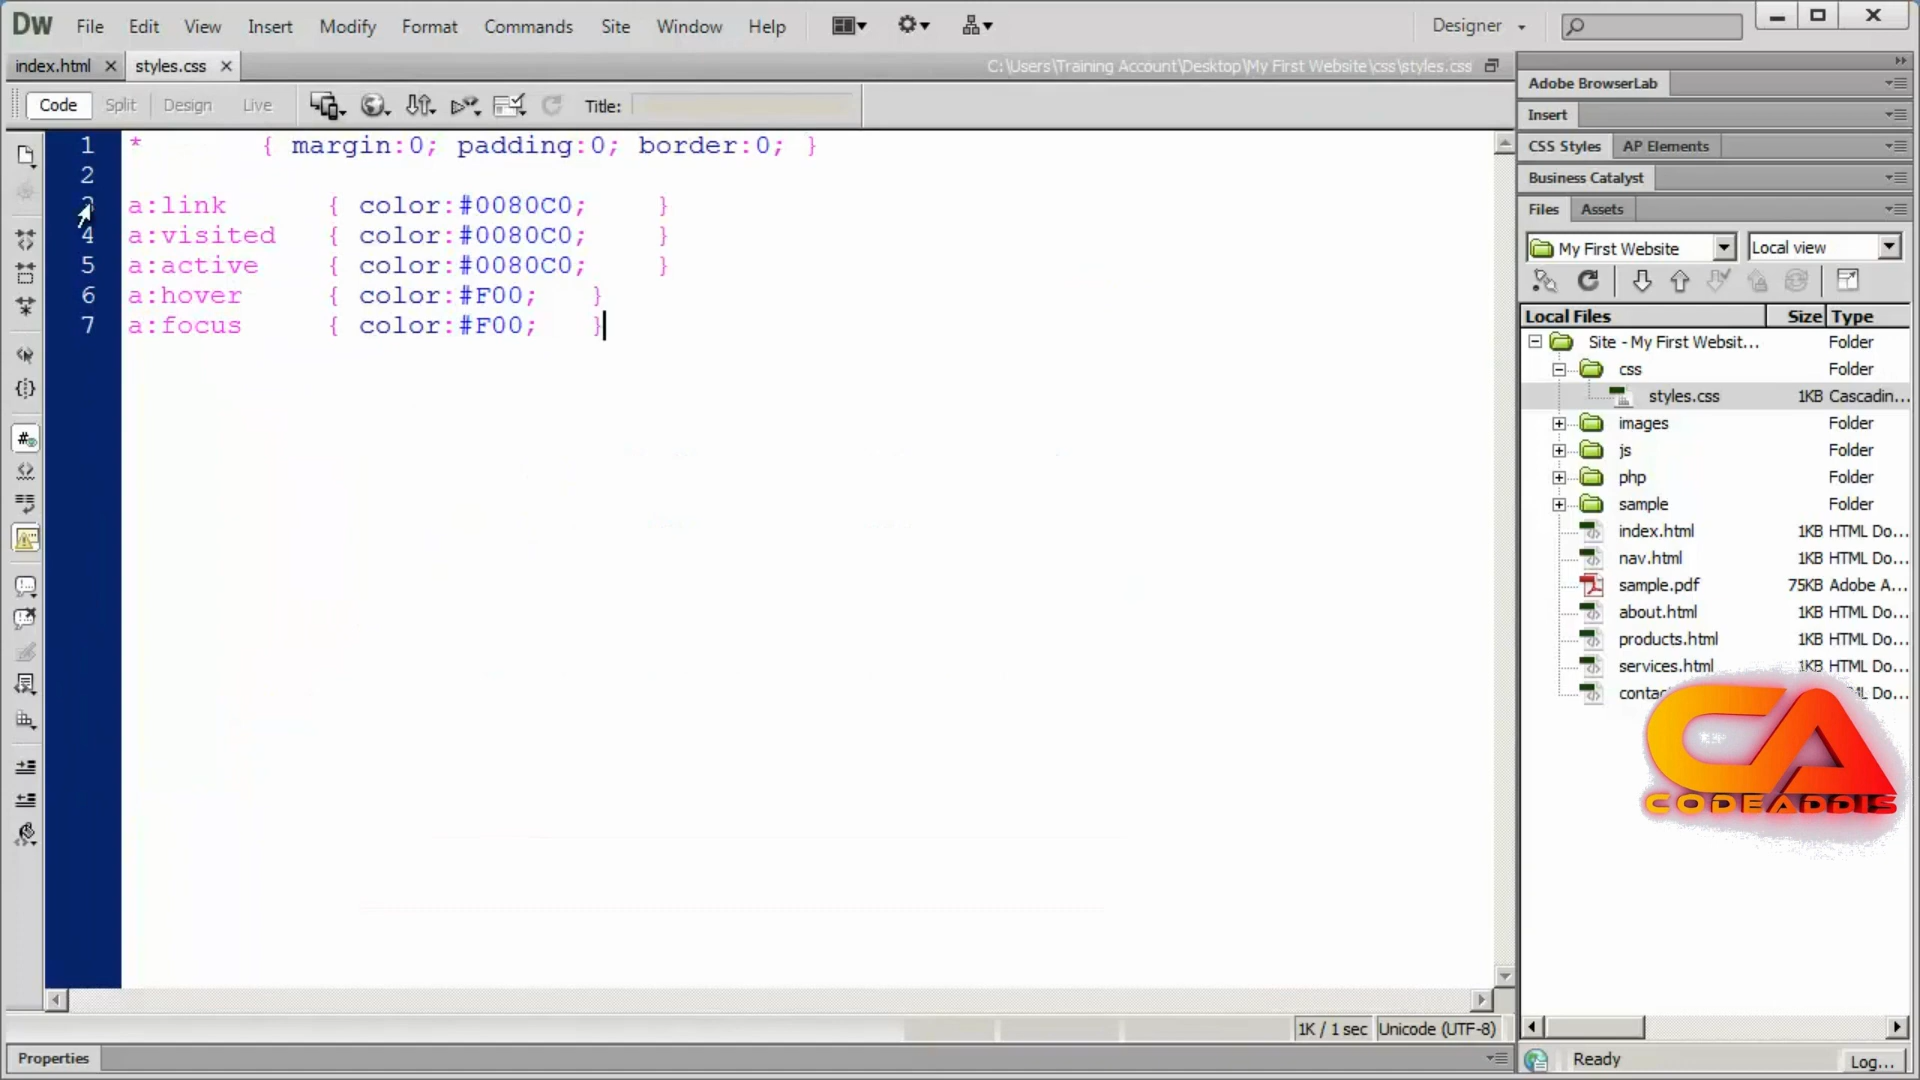 DW File Edit View Insert Modify Format Commands Site Window Help Designer
index.html styles.css C:\Users\Training Account\Desktop\My First Website\css\styles.css
Code Split Design Live Title:
1 * { margin:0; padding:0; border:0; }
2
3 a:link { color:#0080C0; }
4 a:visited { color:#0080C0; }
5 a:active { color:#0080C0; }
6 a:hover { color:#F00; }
7 a:focus { color:#F00; }
1K / 1 sec Unicode (UTF-8)
Properties
Adobe BrowserLab
Insert
CSS Styles AP Elements
Business Catalyst
Files Assets
My First Website Local view
Local Files Size Type
Site - My First Websit... Folder
css Folder
styles.css 1KB Cascadin...
images Folder
js Folder
php Folder
sample Folder
index.html 1KB HTML Do...
nav.html 1KB HTML Do...
sample.pdf 75KB Adobe A...
about.html 1KB HTML Do...
products.html 1KB HTML Do...
services.html 1KB HTML Do...
CA
CODEADDIS
Ready Log...